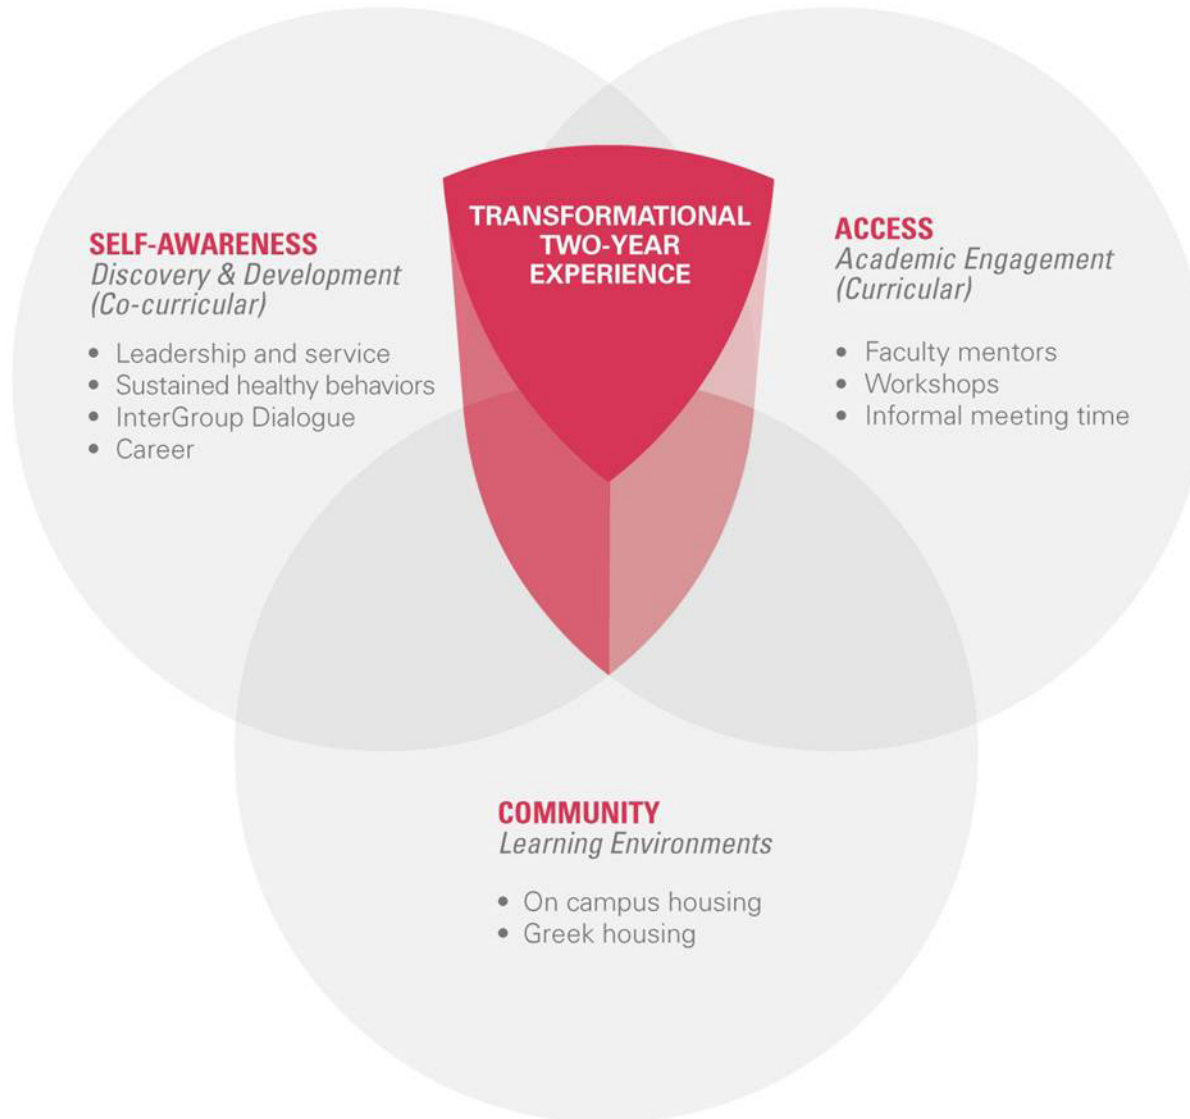 TRANSFORMATIONAL
TWO-YEAR
EXPERIENCE
SELF-AWARENESS
Discovery & Development
(Co-curricular)
• Leadership and service
• Sustained healthy behaviors
• InterGroup Dialogue
• Career
ACCESS
Academic Engagement
(Curricular)
• Faculty mentors
• Workshops
• Informal meeting time
COMMUNITY
Learning Environments
• On campus housing
• Greek housing